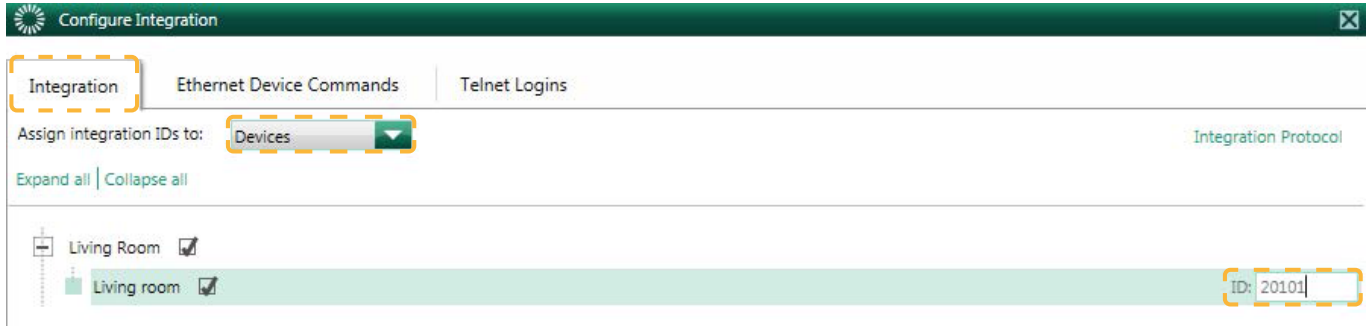 Configure Integration
Integration Ethernet Device Commands Telnet Logins
Assign integration IDs to: Devices Integration Protocol
Expand all Collapse all
Living Room
Living room ID: 20101